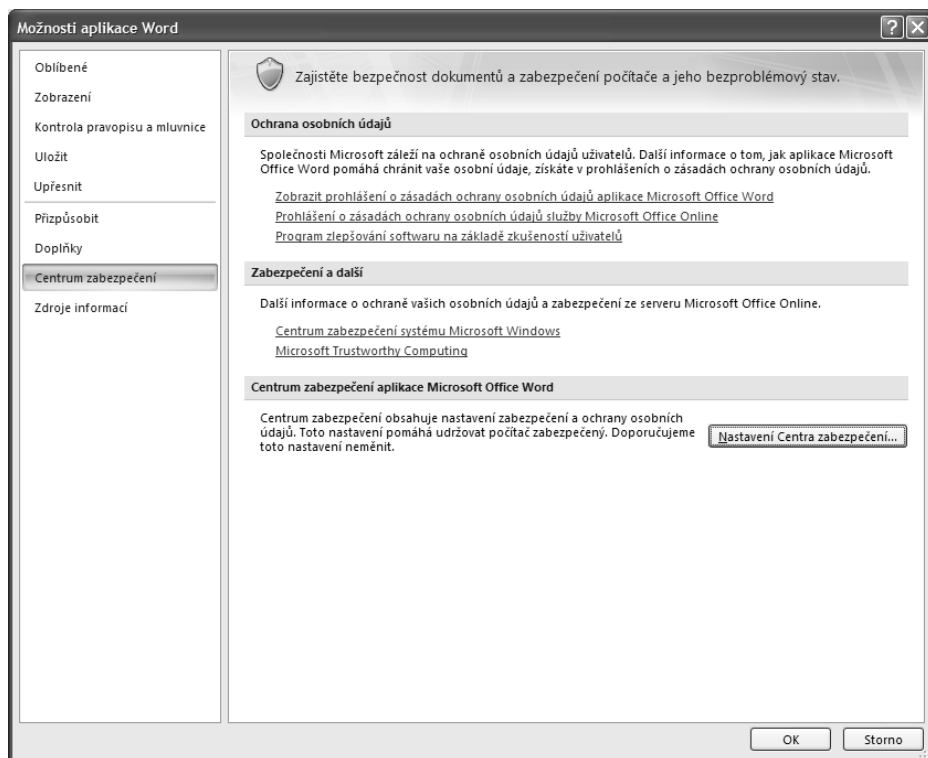 Možnosti aplikace Word
Oblíbené
Zobrazení
Kontrola pravopisu a mluvnice
Uložit
Upřesnit
Přizpůsobit
Doplňky
Centrum zabezpečení
Zdroje informací
Zajistěte bezpečnost dokumentů a zabezpečení počítače a jeho bezproblémový stav.
Ochrana osobních údajů
Společnosti Microsoft záleží na ochraně osobních údajů uživatelů. Další informace o tom, jak aplikace Microsoft
Office Word pomáhá chránit vaše osobní údaje, získáte v prohlášeních o zásadách ochrany osobních údajů.
Zobrazit prohlášení o zásadách ochrany osobních údajů aplikace Microsoft Office Word
Prohlášení o zásadách ochrany osobních údajů služby Microsoft Office Online
Program zlepšování softwaru na základě zkušeností uživatelů
Zabezpečení a další
Další informace o ochraně vašich osobních údajů a zabezpečení ze serveru Microsoft Office Online.
Centrum zabezpečení systému Microsoft Windows
Microsoft Trustworthy Computing
Centrum zabezpečení aplikace Microsoft Office Word
Centrum zabezpečení obsahuje nastavení zabezpečení a ochrany osobních
údajů. Toto nastavení pomáhá udržovat počítač zabezpečený. Doporučujeme
toto nastavení neměnit.
Nastavení Centra zabezpečení...
OK
Storno